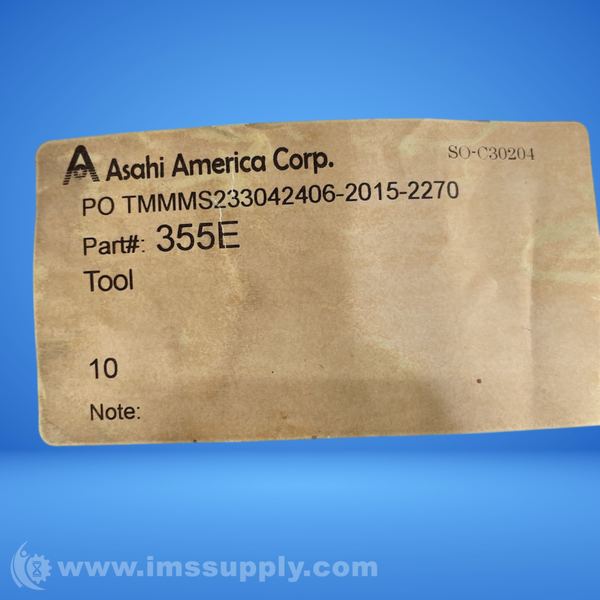 Asahi America Corp.
SO-C30204
PO TMMMS233042406-2015-2270
Part#: 355E
Tool
10
Note:
www.imssupply.com